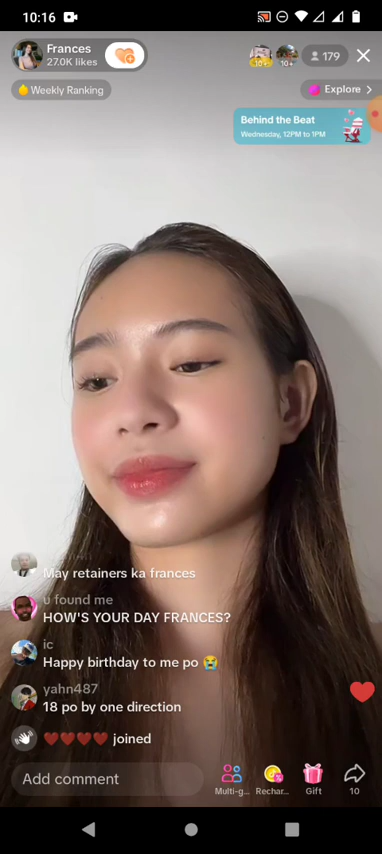 10:16
Frances
27.0K likes
10+
10+
179
Weekly Ranking
Explore
Behind the Beat
Wednesday, 12PM to 1PM
May retainers ka frances
u found me
HOW'S YOUR DAY FRANCES?
ic
Happy birthday to me po 😭
yahn487
18 po by one direction
❤️❤️❤️❤️ joined
Add comment
Multi-g...
Rechar...
Gift
10